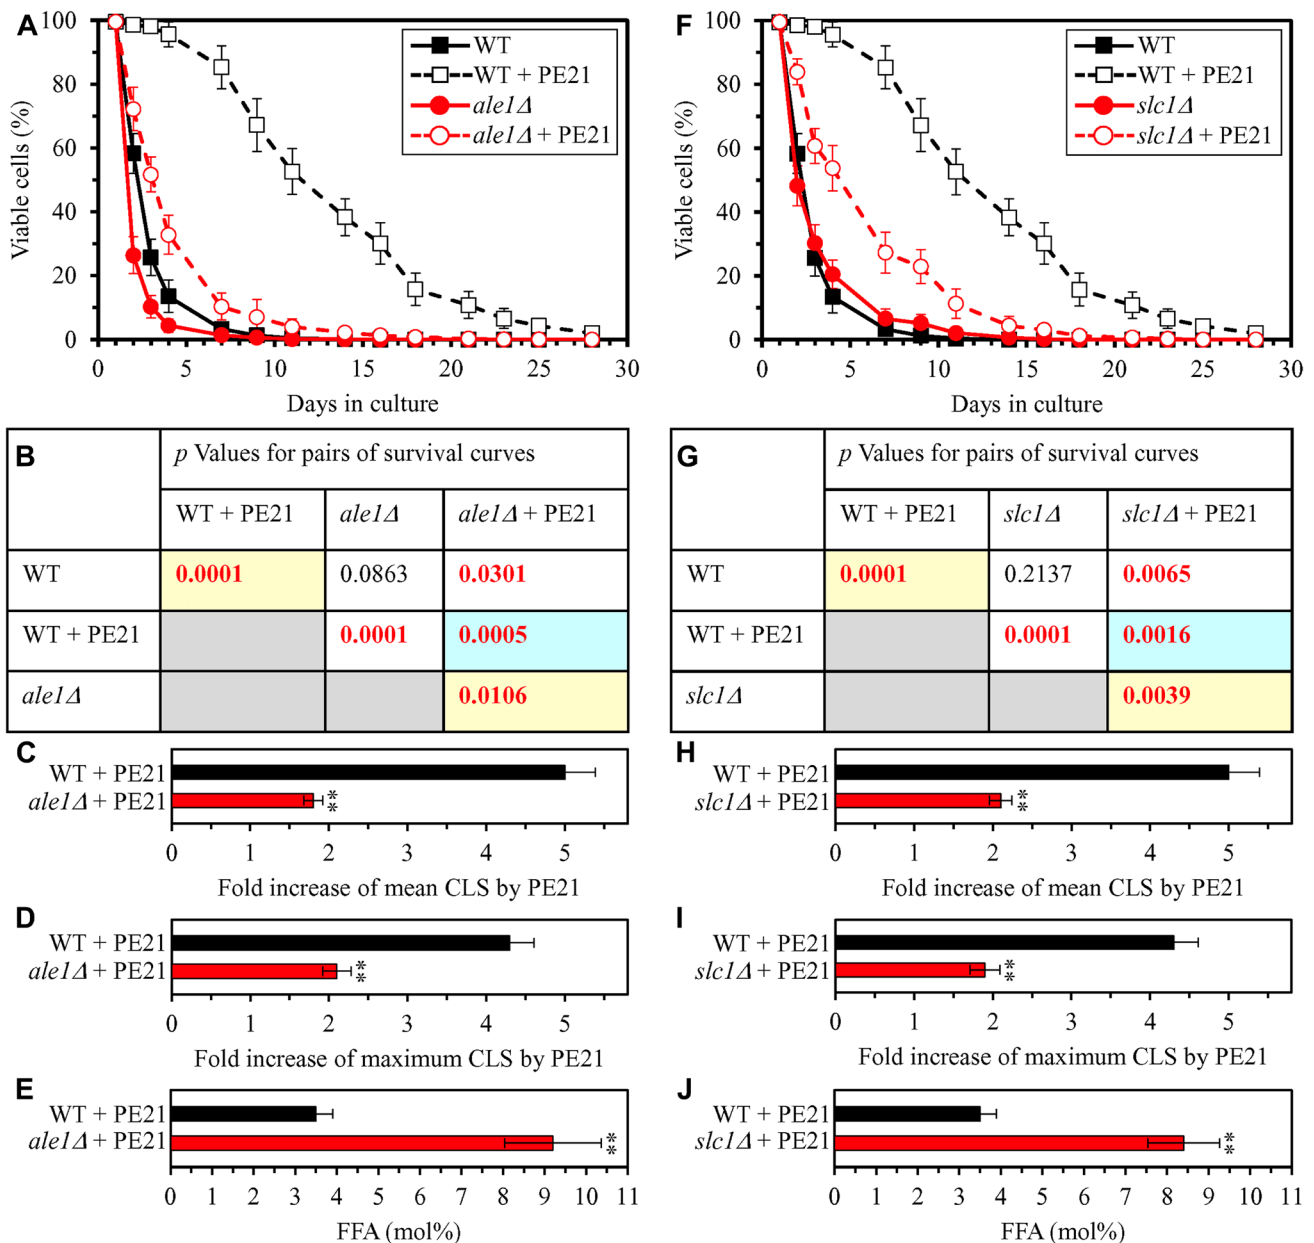 A
Viable cells (%)
100
80
60
40
20
0
WT
WT + PE21
ale1Δ
ale1Δ + PE21
0 5 10 15 20 25 30
Days in culture
F
Viable cells (%)
100
80
60
40
20
0
WT
WT + PE21
slc1Δ
slc1Δ + PE21
0 5 10 15 20 25 30
Days in culture
B
p Values for pairs of survival curves
WT + PE21 ale1Δ ale1Δ + PE21
WT 0.0001 0.0863 0.0301
WT + PE21 0.0001 0.0005
ale1Δ 0.0106
G
p Values for pairs of survival curves
WT + PE21 slc1Δ slc1Δ + PE21
WT 0.0001 0.2137 0.0065
WT + PE21 0.0001 0.0016
slc1Δ 0.0039
C
WT + PE21
ale1Δ + PE21 **
0 1 2 3 4 5
Fold increase of mean CLS by PE21
H
WT + PE21
slc1Δ + PE21 **
0 1 2 3 4 5
Fold increase of mean CLS by PE21
D
WT + PE21
ale1Δ + PE21 **
0 1 2 3 4 5
Fold increase of maximum CLS by PE21
I
WT + PE21
slc1Δ + PE21 **
0 1 2 3 4 5
Fold increase of maximum CLS by PE21
E
WT + PE21
ale1Δ + PE21 **
0 1 2 3 4 5 6 7 8 9 10 11
FFA (mol%)
J
WT + PE21
slc1Δ + PE21 **
0 1 2 3 4 5 6 7 8 9 10 11
FFA (mol%)